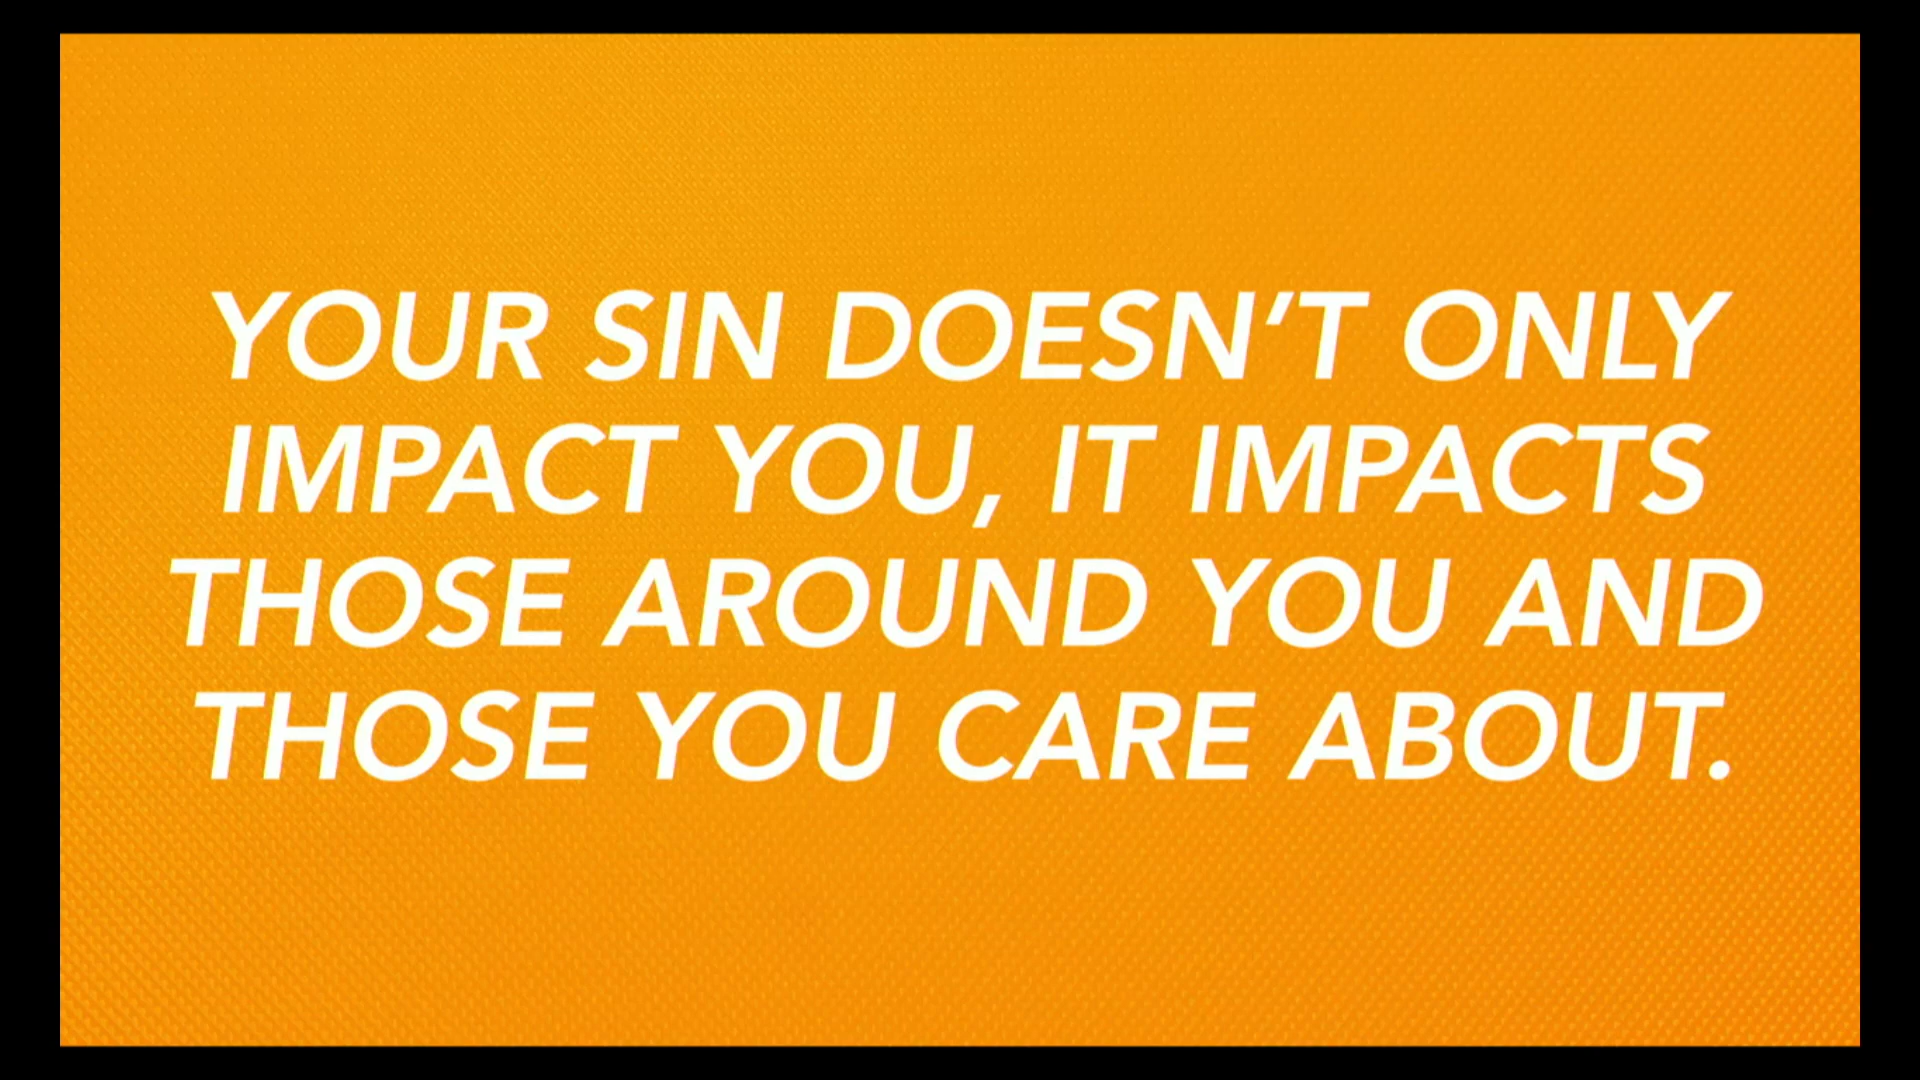 YOUR SIN DOESN’T ONLY
IMPACT YOU, IT IMPACTS
THOSE AROUND YOU AND
THOSE YOU CARE ABOUT.